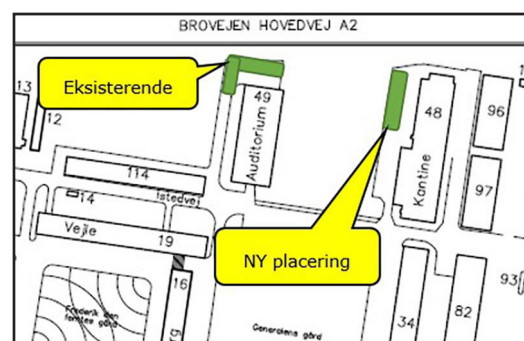 BROVEJEN HOVEDVEJ A2
Eksisterende
13
12
49
Auditorium
48
Kantine
96
97
114
Istedvej
14
Vejle
19
NY placering
16
Frederik den
femtes gård
Generalens gård
34
82
93